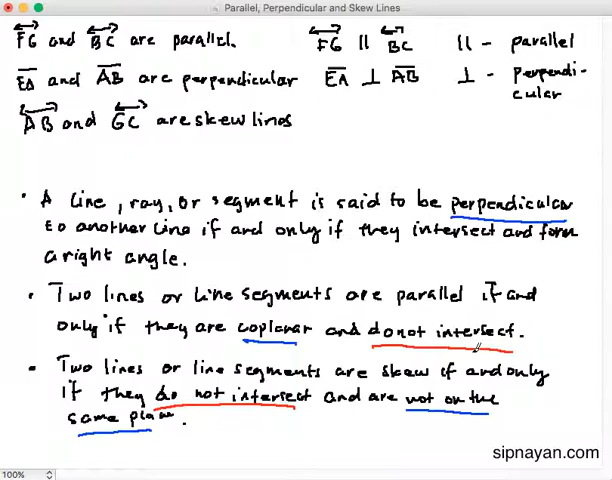 Parallel, Perpendicular and Skew Lines
FG and BC are parallel. FG || BC || - parallel
EA and AB are perpendicular EA ⊥ AB ⊥ - perpendi-
cular
AB and GC are skew lines
• A line, ray, or segment is said to be perpendicular
to another line if and only if they intersect and form
a right angle.
• Two lines or line segments are parallel if and
only if they are coplanar and do not intersect.
• Two lines or line segments are skew if and only
if they do not intersect and are not on the
same plane.
sipnayan.com
100%